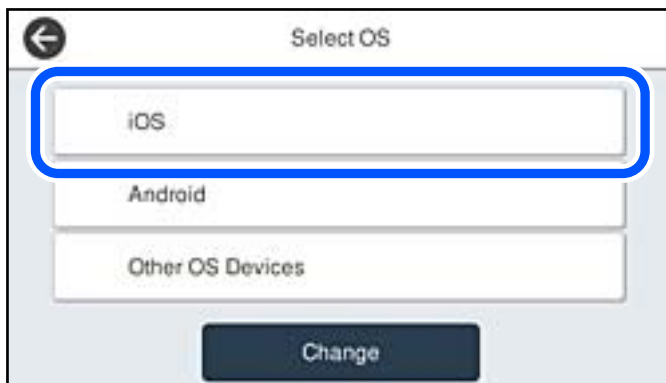 Select OS
iOS
Android
Other OS Devices
Change